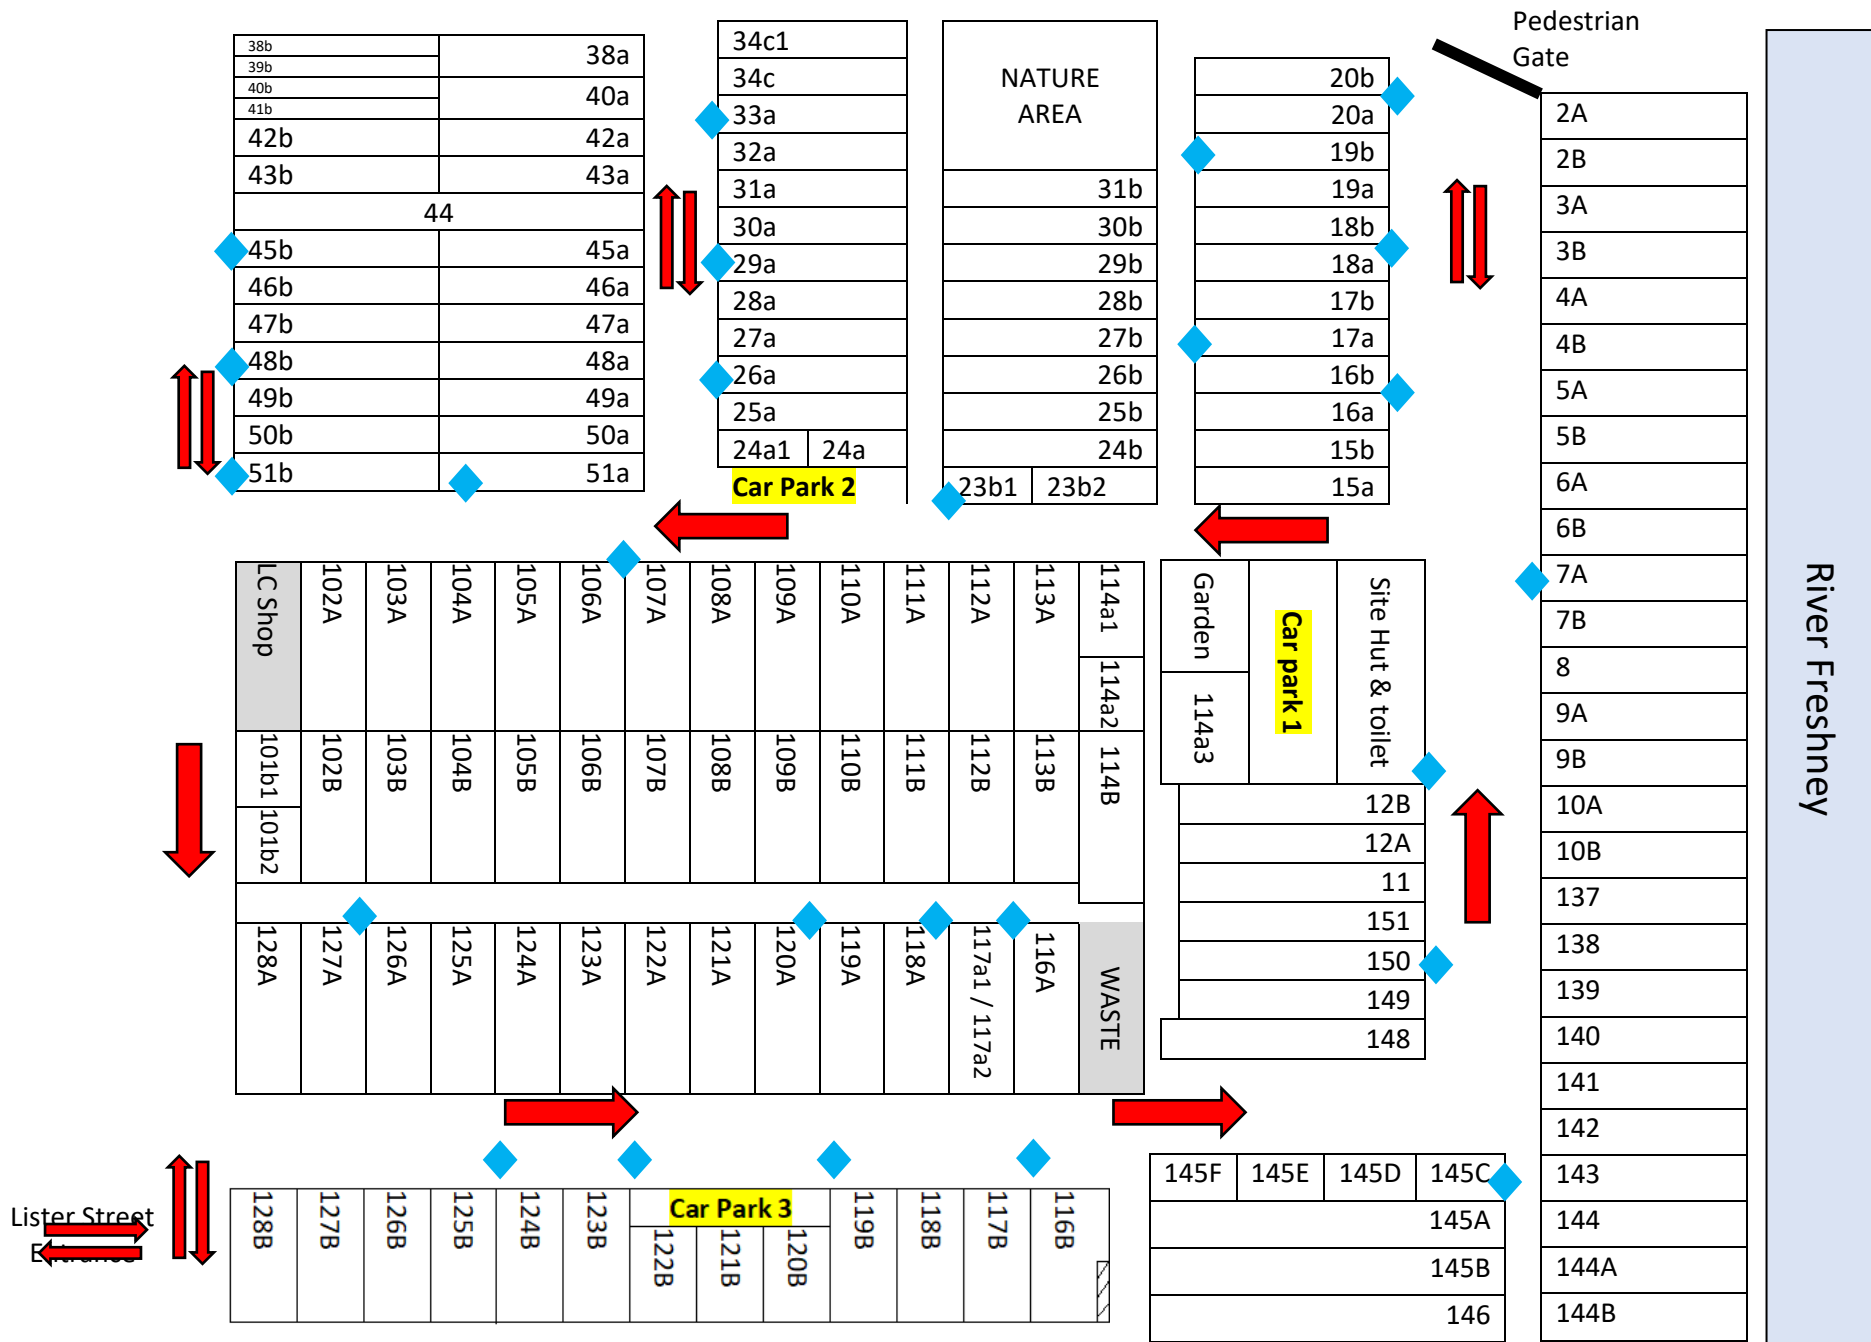 Pedestrian
Gate
38b
39b
40b
41b
42b
43b
38a
40a
42a
43a
44
45b
46b
47b
48b
49b
50b
51b
45a
46a
47a
48a
49a
50a
51a
34c1
34c
33a
32a
31a
30a
29a
28a
27a
26a
25a
24a1
24a
Car Park 2
NATURE
AREA
31b
30b
29b
28b
27b
26b
25b
24b
23b1
23b2
20b
20a
19b
19a
18b
18a
17b
17a
16b
16a
15b
15a
2A
2B
3A
3B
4A
4B
5A
5B
6A
6B
7A
7B
8
9A
9B
10A
10B
137
138
139
140
141
142
143
144
144A
144B
River Freshney
LC Shop
102A
103A
104A
105A
106A
107A
108A
109A
110A
111A
112A
113A
114a1
114a2
101b1
101b2
102B
103B
104B
105B
106B
107B
108B
109B
110B
111B
112B
113B
114B
Garden
114a3
Car park 1
Site Hut & toilet
12B
12A
11
151
150
149
148
128A
127A
126A
125A
124A
123A
122A
121A
120A
119A
118A
117a1 / 117a2
116A
WASTE
Lister Street
Entrance
128B
127B
126B
125B
124B
123B
Car Park 3
122B
121B
120B
119B
118B
117B
116B
145F
145E
145D
145C
145A
145B
146